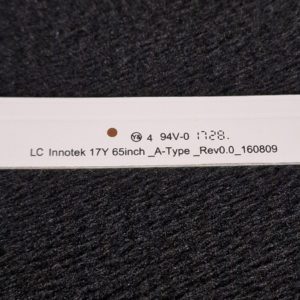 4 94V-0 1728.
LC Innotek 17Y 65inch _A-Type _Rev0.0_160809